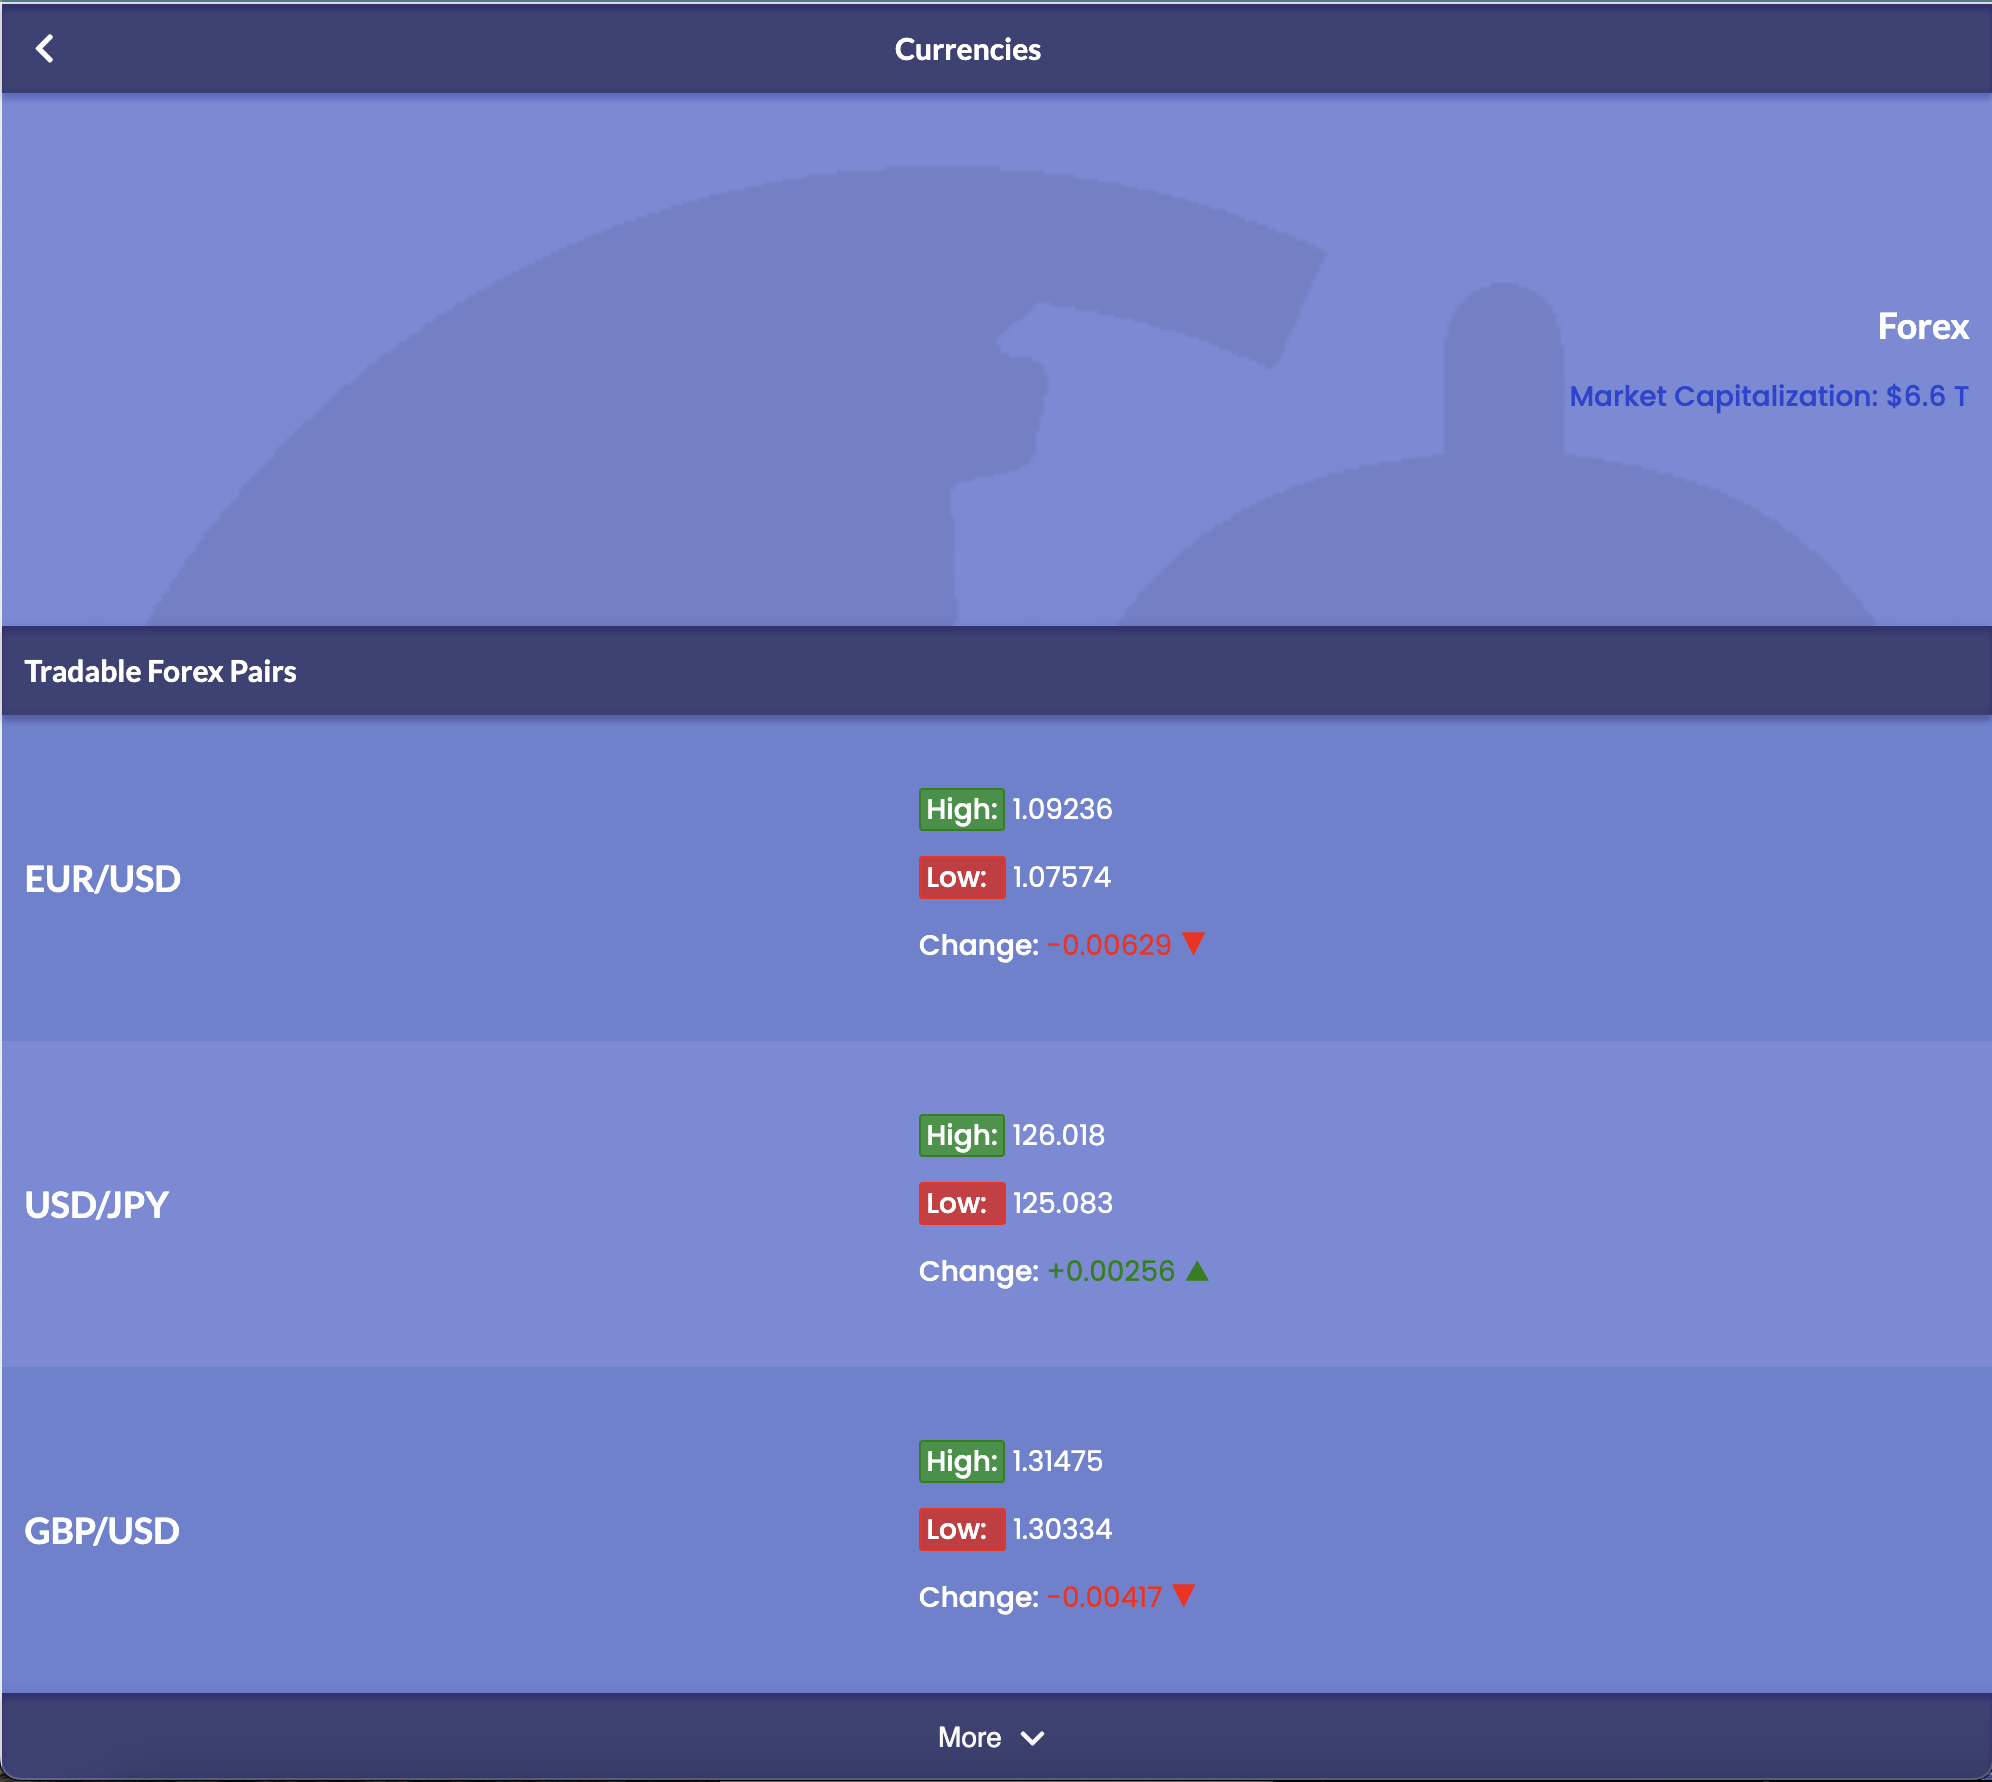 Currencies
Forex
Market Capitalization: $6.6 T
Tradable Forex Pairs
EUR/USD
High: 1.09236
Low: 1.07574
Change: -0.00629 ▼
USD/JPY
High: 126.018
Low: 125.083
Change: +0.00256 ▲
GBP/USD
High: 1.31475
Low: 1.30334
Change: -0.00417 ▼
More